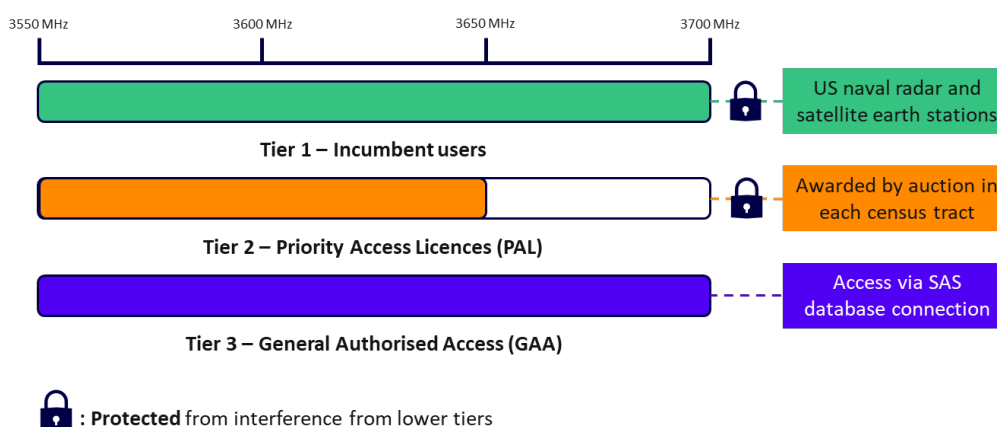 3550 MHz 3600 MHz 3650 MHz 3700 MHz
US naval radar and
satellite earth stations
Tier 1 – Incumbent users
Awarded by auction in
each census tract
Tier 2 – Priority Access Licences (PAL)
Access via SAS
database connection
Tier 3 – General Authorised Access (GAA)
: Protected from interference from lower tiers